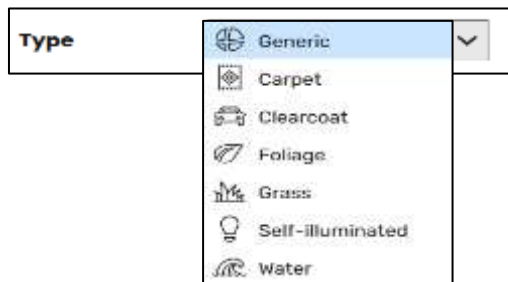 Type
Generic
Carpet
Clearcoat
Foliage
Grass
Self-illuminated
Water